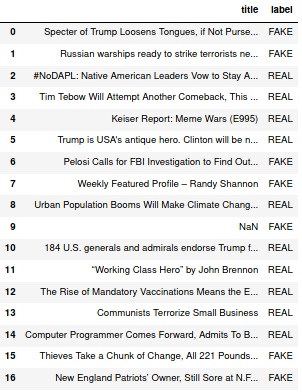 title label
0 Specter of Trump Loosens Tongues, if Not Purse... FAKE
1 Russian warships ready to strike terrorists ne... FAKE
2 #NoDAPL: Native American Leaders Vow to Stay A... REAL
3 Tim Tebow Will Attempt Another Comeback, This ... REAL
4 Keiser Report: Meme Wars (E995) REAL
5 Trump is USA's antique hero. Clinton will be n... REAL
6 Pelosi Calls for FBI Investigation to Find Out... FAKE
7 Weekly Featured Profile – Randy Shannon FAKE
8 Urban Population Booms Will Make Climate Chang... REAL
9 NaN FAKE
10 184 U.S. generals and admirals endorse Trump f... REAL
11 “Working Class Hero” by John Brennon REAL
12 The Rise of Mandatory Vaccinations Means the E... REAL
13 Communists Terrorize Small Business REAL
14 Computer Programmer Comes Forward, Admits To B... REAL
15 Thieves Take a Chunk of Change, All 221 Pounds... FAKE
16 New England Patriots’ Owner, Still Sore at N.F... FAKE